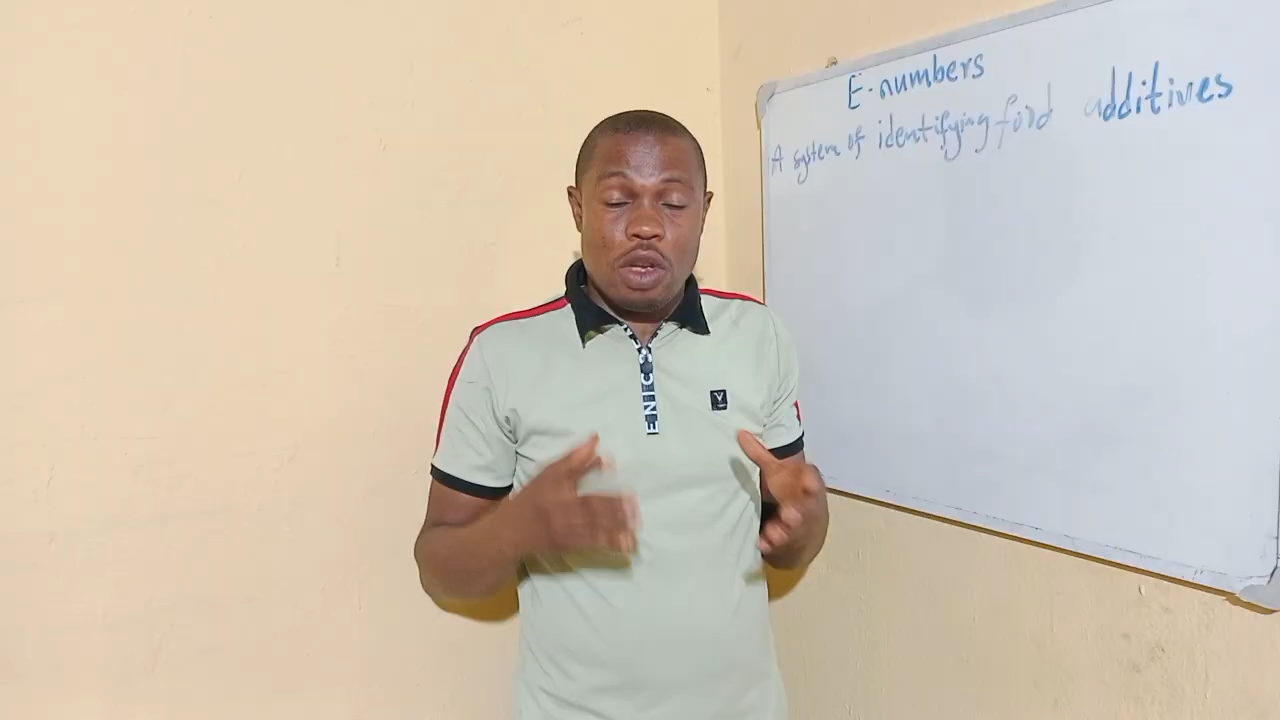 E-numbers
A system of identifying food additives
ENIC
V